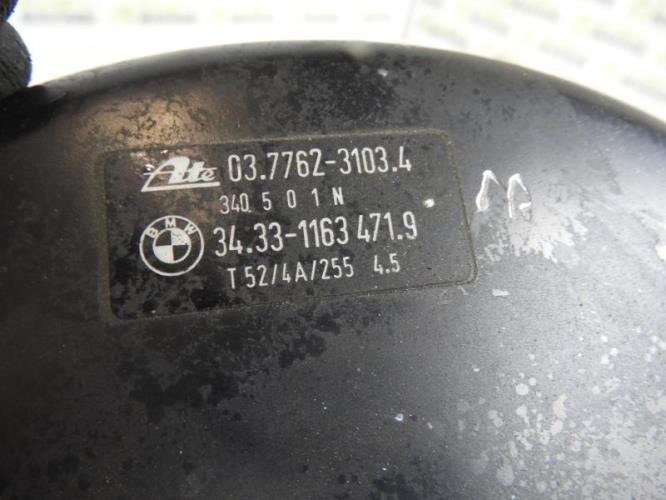 Ate 03.7762-3103.4
340 5 0 1 N
BMW 34.33-1163 471.9
T 52/4A/255 4.5